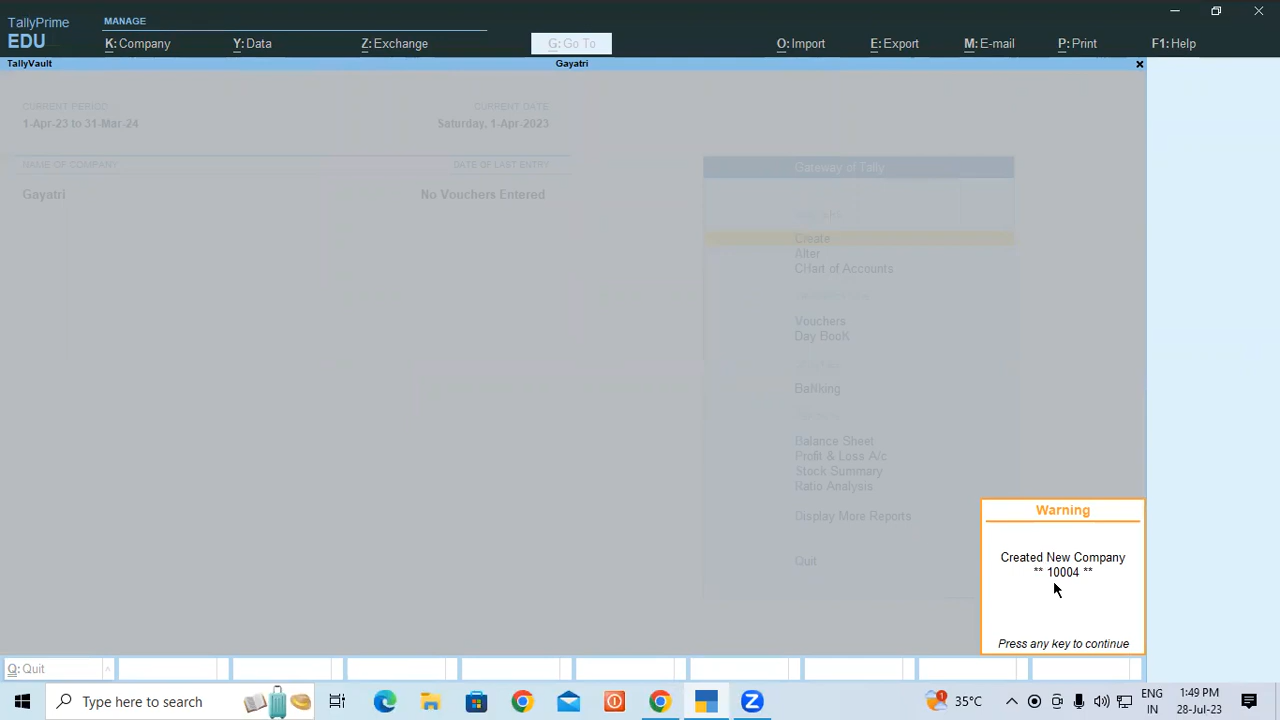 TallyPrime
EDU
MANAGE
K:Company
Y:Data
Z:Exchange
G:Go To
O:Import
E:Export
M:E-mail
P:Print
F1:Help
TallyVault
Gayatri
CURRENT PERIOD
CURRENT DATE
1-Apr-23 to 31-Mar-24
Saturday, 1-Apr-2023
NAME OF COMPANY
DATE OF LAST ENTRY
Gayatri
No Vouchers Entered
Gateway of Tally
Create
Alter
CHart of Accounts
Vouchers
Day BooK
BaNking
Balance Sheet
Profit & Loss A/c
Stock Summary
Ratio Analysis
Display More Reports
Quit
Warning
Created New Company
** 10004 **
Press any key to continue
Q:Quit
Type here to search
35°C
ENG
IN
1:49 PM
28-Jul-23